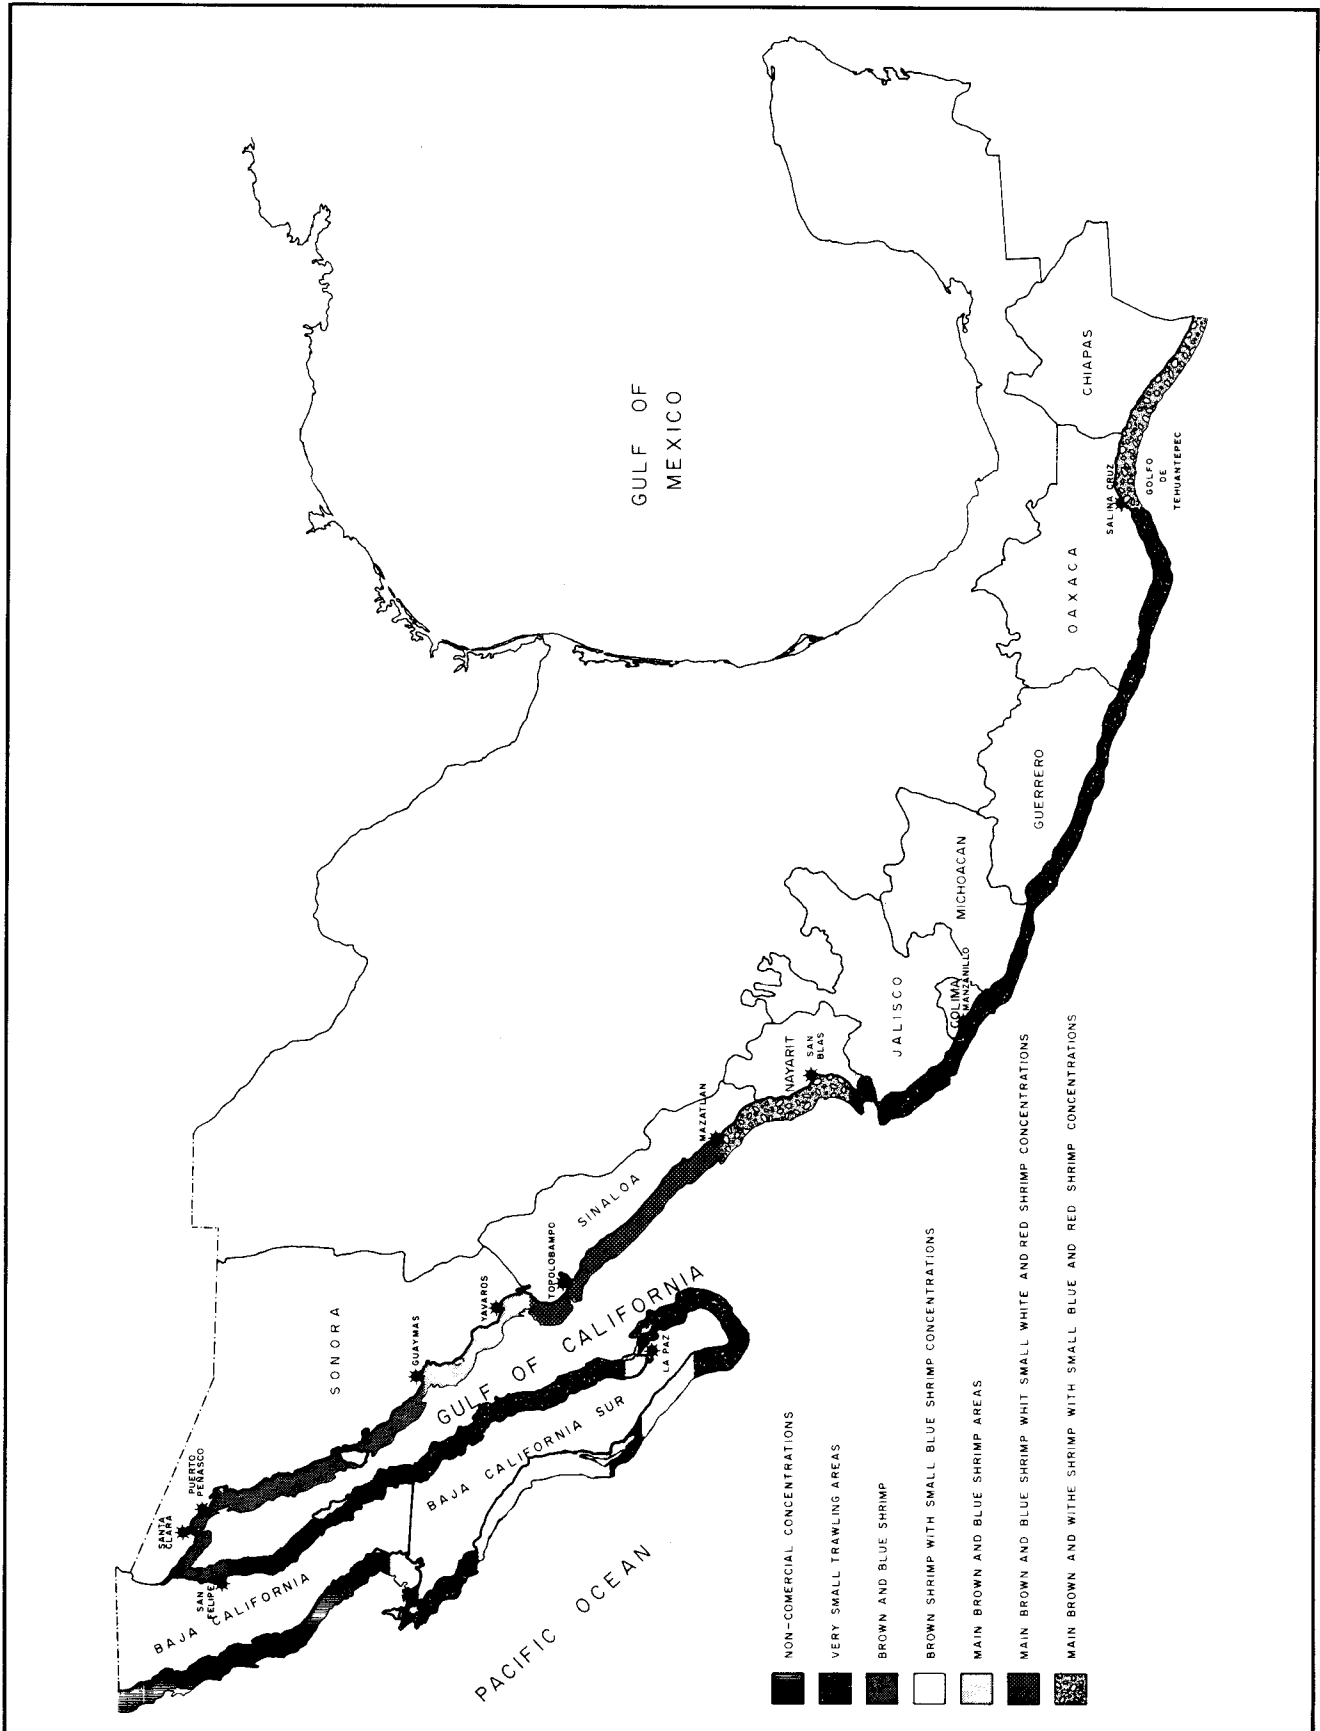 GULF OF
MEXICO
CHIAPAS
SALINA CRUZ
GOLFO
DE
TEHUANTEPEC
OAXACA
GUERRERO
MICHOACAN
COLIMA
MANZANILLO
JALISCO
NAYARIT
SAN
BLAS
MAZATLAN
SINALOA
TOPOLOBAMPO
YAVAROS
GUAYMAS
SONORA
GULF OF CALIFORNIA
LA PAZ
BAJA CALIFORNIA SUR
PUERTO
PEÑASCO
SANTA
CLARA
SAN
FELIPE
BAJA CALIFORNIA
PACIFIC OCEAN
NON-COMERCIAL CONCENTRATIONS
VERY SMALL TRAWLING AREAS
BROWN AND BLUE SHRIMP
BROWN SHRIMP WITH SMALL BLUE SHRIMP CONCENTRATIONS
MAIN BROWN AND BLUE SHRIMP AREAS
MAIN BROWN AND BLUE SHRIMP WHIT SMALL WHITE AND RED SHRIMP CONCENTRATIONS
MAIN BROWN AND WITHE SHRIMP WITH SMALL BLUE AND RED SHRIMP CONCENTRATIONS